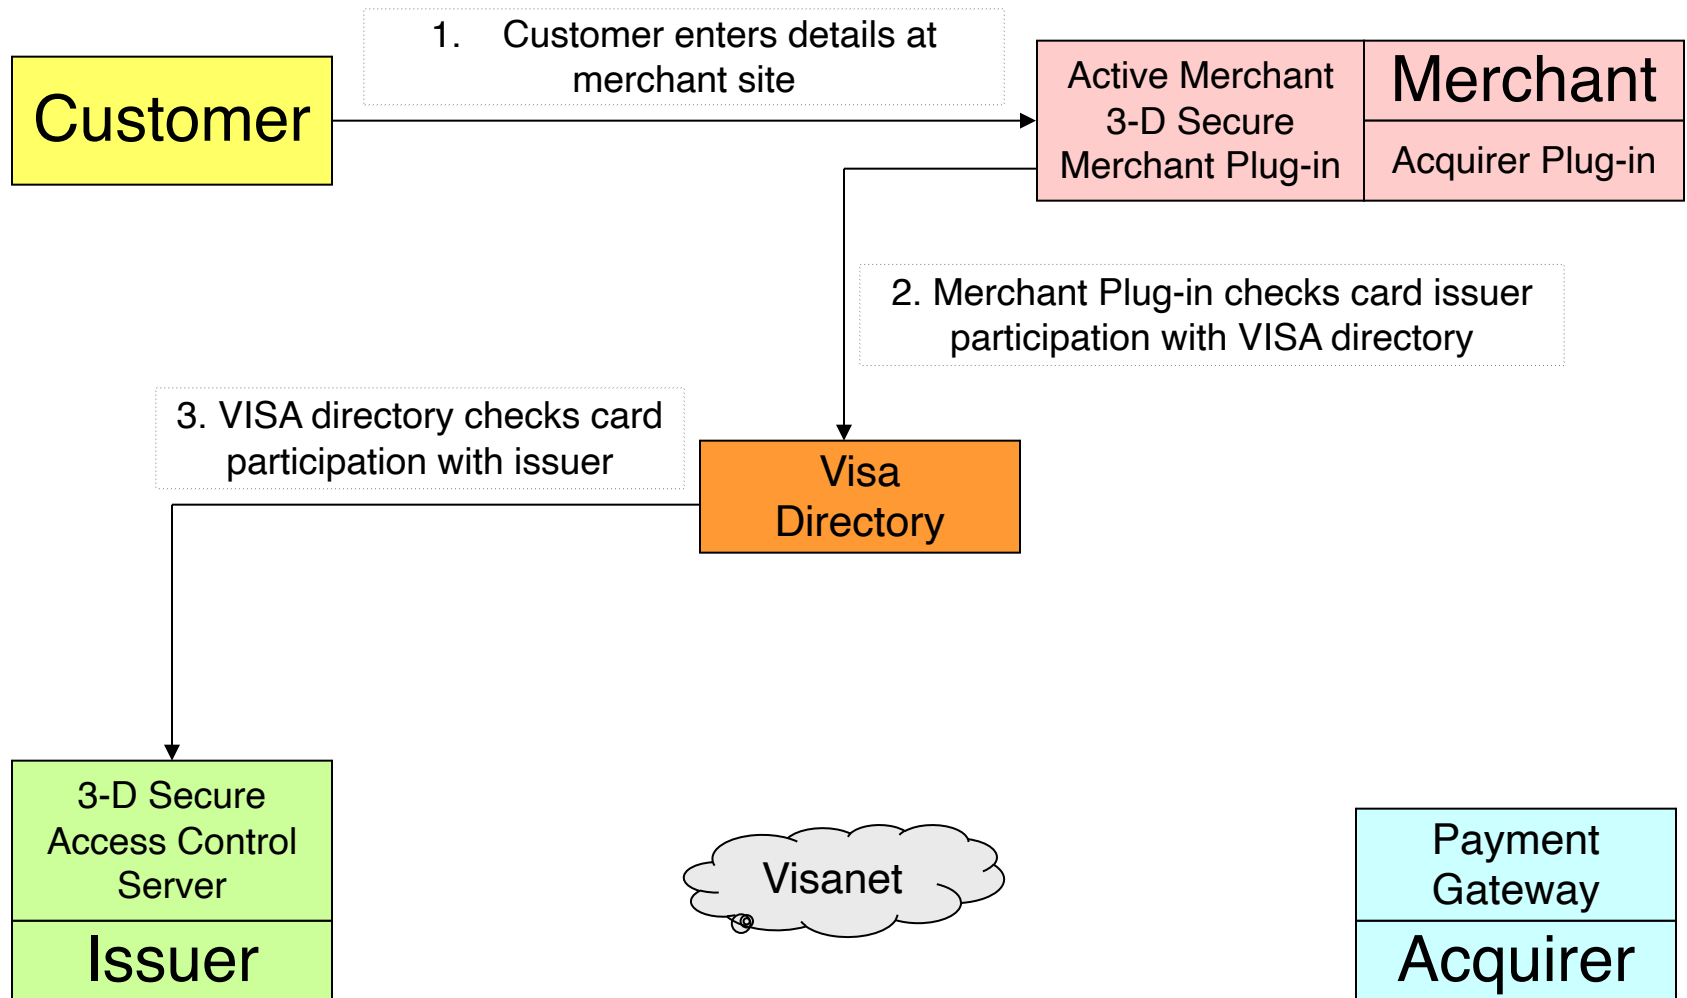 1. Customer enters details at
merchant site
Customer
Active Merchant
3-D Secure
Merchant Plug-in
Merchant
Acquirer Plug-in
2. Merchant Plug-in checks card issuer
participation with VISA directory
3. VISA directory checks card
participation with issuer
Visa
Directory
3-D Secure
Access Control
Server
Issuer
Visanet
Payment
Gateway
Acquirer